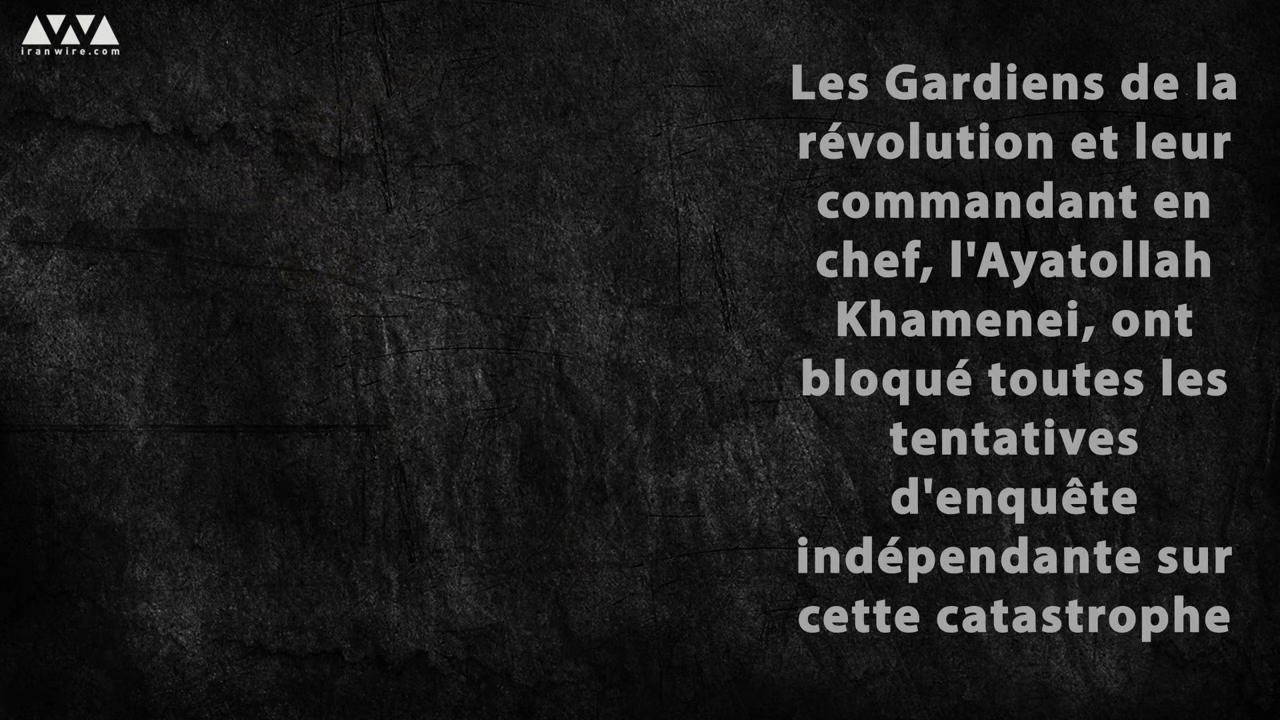 iranwire.com
Les Gardiens de la
révolution et leur
commandant en
chef, l'Ayatollah
Khamenei, ont
bloqué toutes les
tentatives
d'enquête
indépendante sur
cette catastrophe